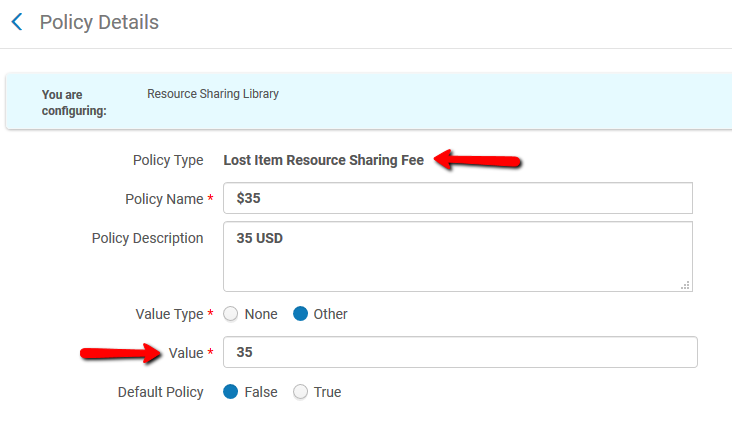 Policy Details
You are configuring: Resource Sharing Library
Policy Type Lost Item Resource Sharing Fee
Policy Name * $35
Policy Description 35 USD
Value Type * None Other
Value * 35
Default Policy False True